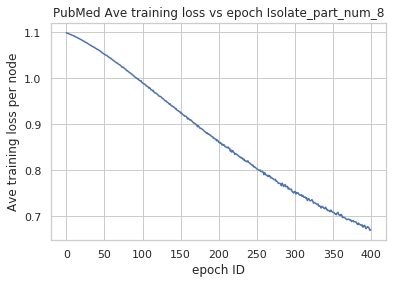 PubMed Ave training loss vs epoch Isolate_part_num_8
Ave training loss per node
1.1
1.0
0.9
0.8
0.7
0 50 100 150 200 250 300 350 400
epoch ID